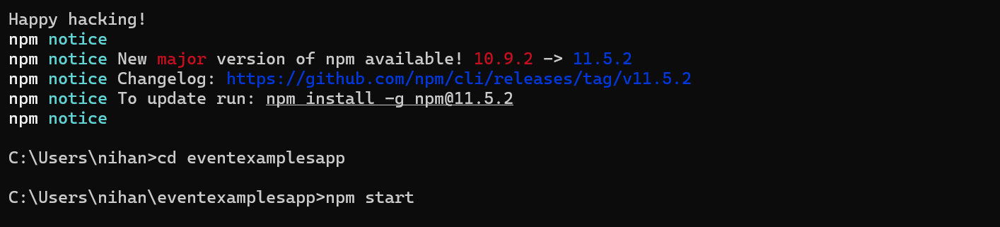 Happy hacking!
npm notice
npm notice New major version of npm available! 10.9.2 -> 11.5.2
npm notice Changelog: https://github.com/npm/cli/releases/tag/v11.5.2
npm notice To update run: npm install -g npm@11.5.2
npm notice
C:\Users\nihan>cd eventexamplesapp
C:\Users\nihan\eventexamplesapp>npm start